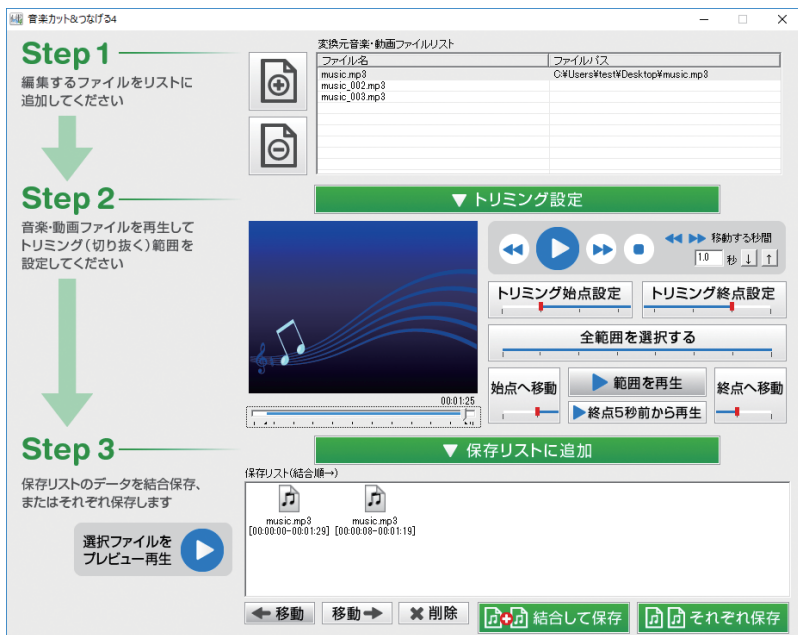 音楽カット&つなげる4
Step 1
編集するファイルをリストに
追加してください
変換元音楽・動画ファイルリスト
ファイル名 ファイルパス
music.mp3 C:¥Users¥test¥Desktop¥music.mp3
music_002.mp3
music_003.mp3
▼ トリミング設定
Step 2
音楽・動画ファイルを再生して
トリミング(切り抜く)範囲を
設定してください
移動する秒間
1.0 秒 ↓ ↑
トリミング始点設定 トリミング終点設定
全範囲を選択する
始点へ移動 範囲を再生 終点へ移動
終点5秒前から再生
00:01:25
▼ 保存リストに追加
Step 3
保存リストのデータを結合保存、
またはそれぞれ保存します
選択ファイルを
プレビュー再生
保存リスト(結合順→)
music.mp3 music.mp3
[00:00:00-00:01:29] [00:00:08-00:01:19]
移動 移動 削除 結合して保存 それぞれ保存